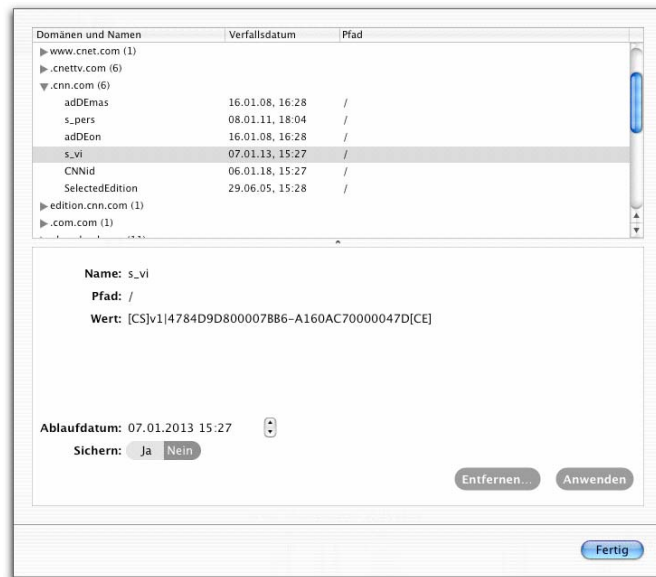 Domänen und Namen Verfallsdatum Pfad
www.cnet.com (1)
.cnettv.com (6)
.cnn.com (6)
adDEmas 16.01.08, 16:28 /
s_pers 08.01.11, 18:04 /
adDEon 16.01.08, 16:28 /
s_vi 07.01.13, 15:27 /
CNNid 06.01.18, 15:27 /
SelectedEdition 29.06.05, 15:28 /
edition.cnn.com (1)
.com.com (1)
Name: s_vi
Pfad: /
Wert: [CS]v1|4784D9D800007BB6-A160AC70000047D[CE]
Ablaufdatum: 07.01.2013 15:27
Sichern: Ja Nein
Entfernen... Anwenden
Fertig